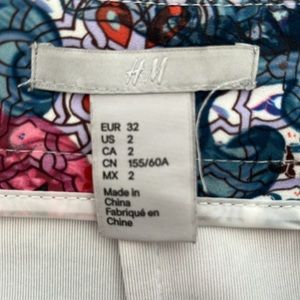 H&M
EUR 32
US 2
CA 2
CN 155/60A
MX 2
Made in
China
Fabriqué en
Chine